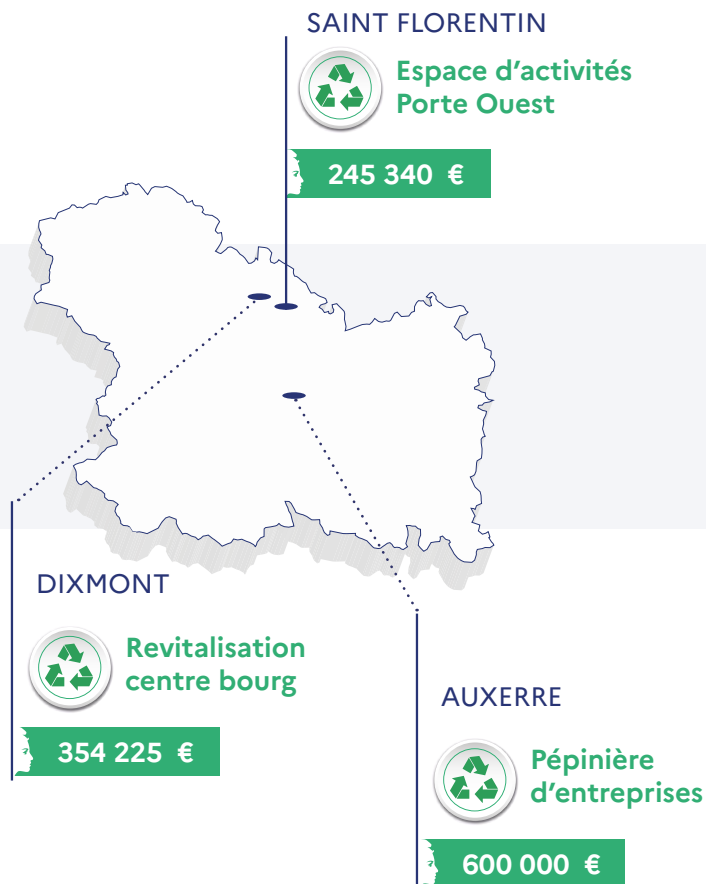 SAINT FLORENTIN
Espace d’activités
Porte Ouest
245 340 €
DIXMONT
Revitalisation
centre bourg
354 225 €
AUXERRE
Pépinière
d’entreprises
600 000 €